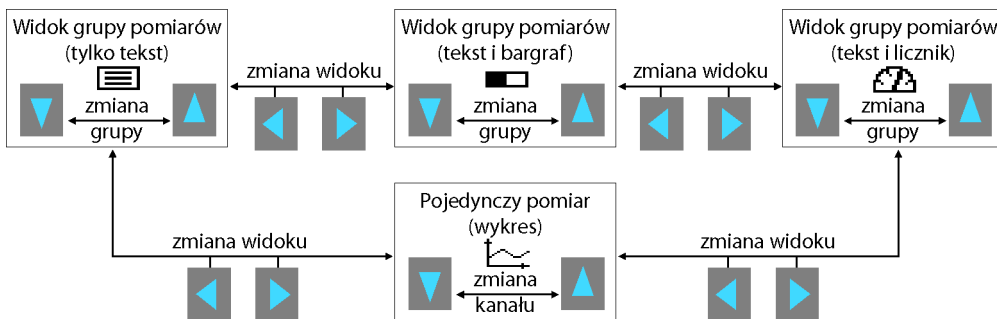 Widok grupy pomiarów
(tylko tekst)
zmiana
grupy
zmiana widoku
Widok grupy pomiarów
(tekst i bargraf)
zmiana
grupy
zmiana widoku
Widok grupy pomiarów
(tekst i licznik)
zmiana
grupy
zmiana widoku
Pojedynczy pomiar
(wykres)
zmiana
kanału
zmiana widoku